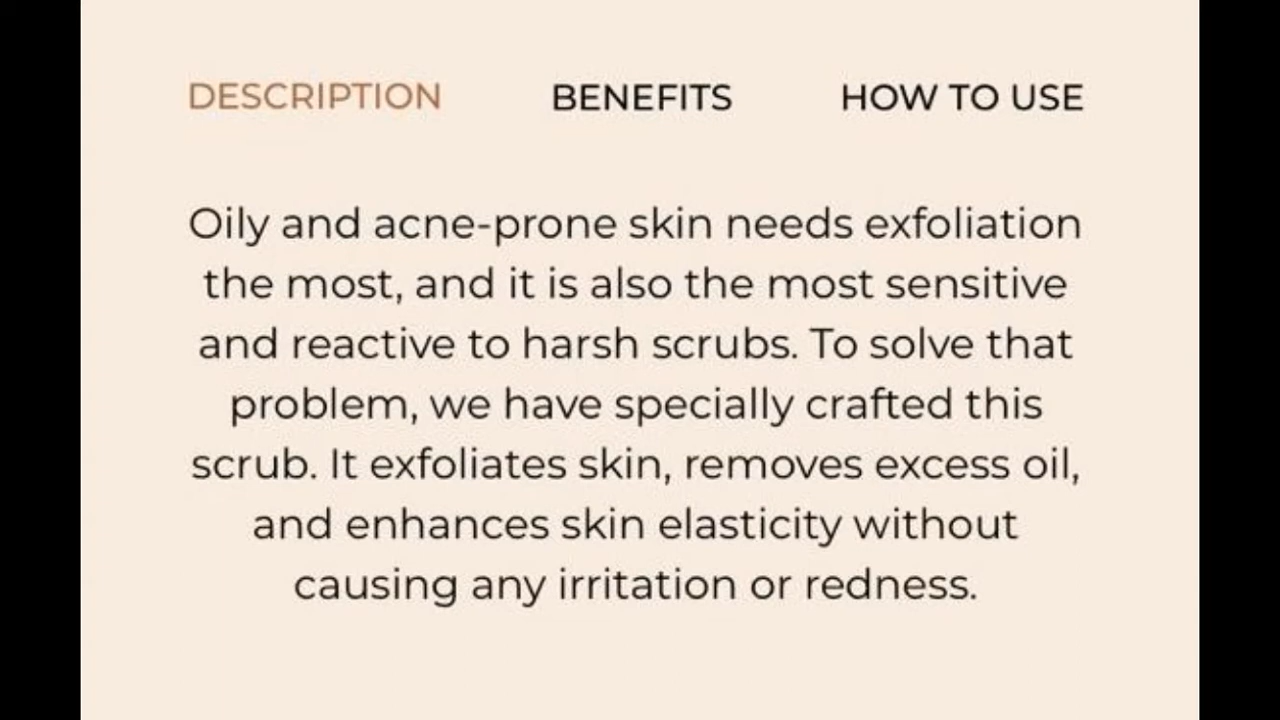 DESCRIPTION BENEFITS HOW TO USE
Oily and acne-prone skin needs exfoliation
the most, and it is also the most sensitive
and reactive to harsh scrubs. To solve that
problem, we have specially crafted this
scrub. It exfoliates skin, removes excess oil,
and enhances skin elasticity without
causing any irritation or redness.